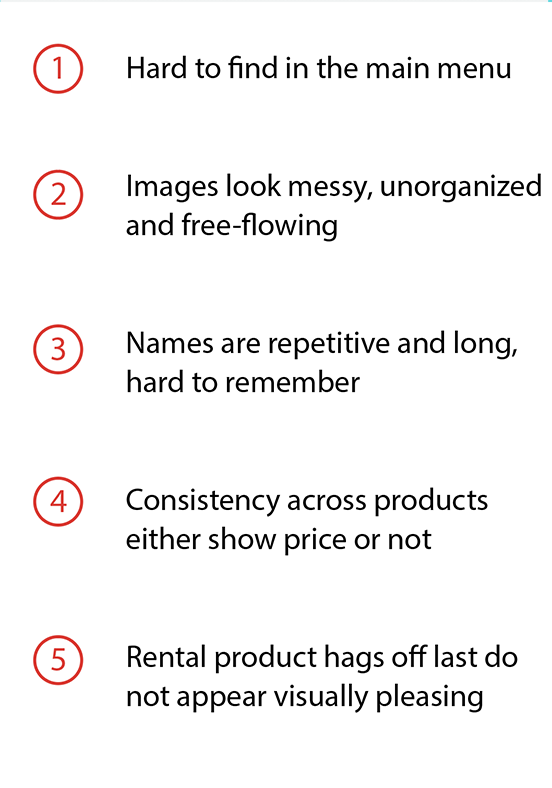 1 Hard to find in the main menu
2 Images look messy, unorganized
and free-flowing
3 Names are repetitive and long,
hard to remember
4 Consistency across products
either show price or not
5 Rental product hags off last do
not appear visually pleasing